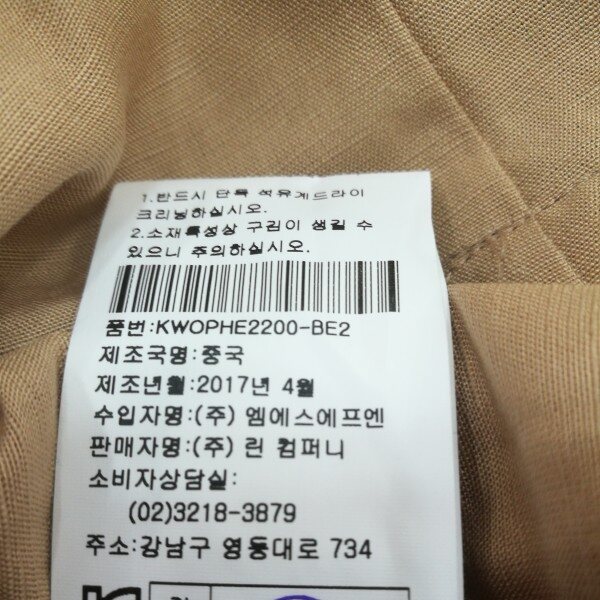 1.반드시 단독 석유계드라이
크리닝하십시오.
2.소재특성상 구김이 생길 수
있으니 주의하십시오.
품번:KWOPHE2200-BE2
제조국명:중국
제조년월:2017년 4월
수입자명:(주) 엠에스에프엔
판매자명:(주) 린 컴퍼니
소비자상담실:
(02)3218-3879
주소:강남구 영동대로 734